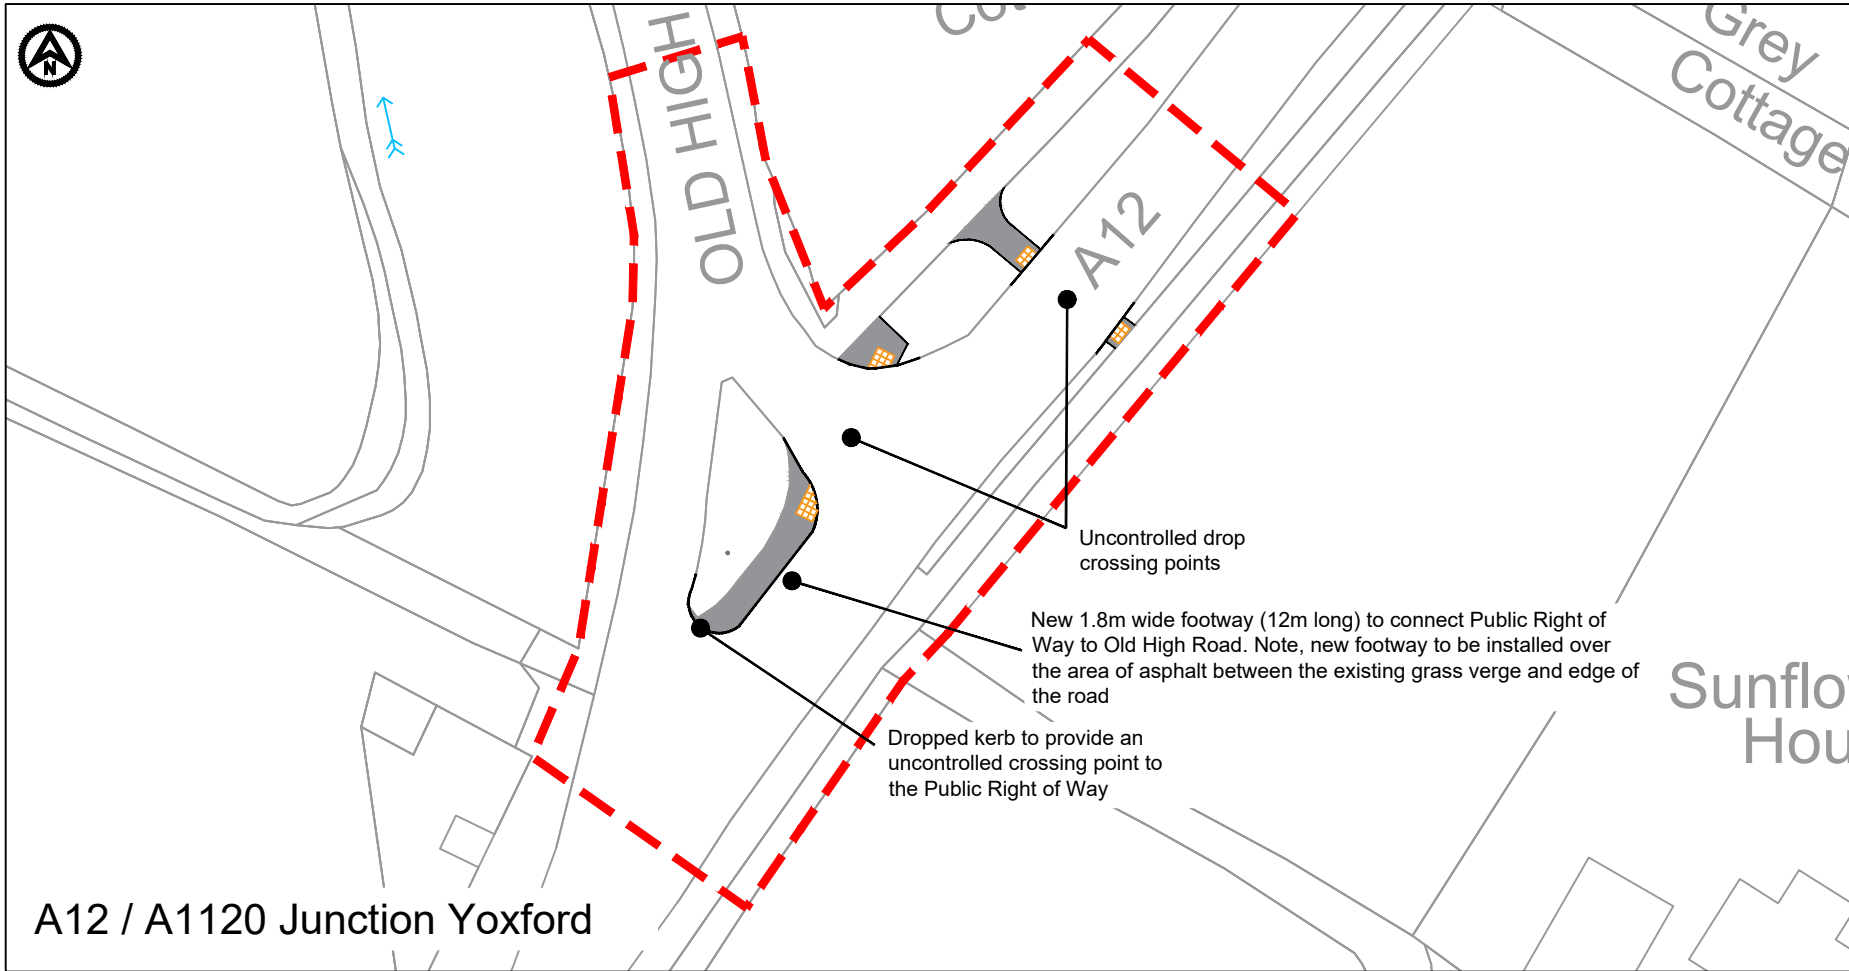 N
OLD HIGH
A12
Grey
Cottage
Uncontrolled drop
crossing points
New 1.8m wide footway (12m long) to connect Public Right of
Way to Old High Road. Note, new footway to be installed over
the area of asphalt between the existing grass verge and edge of
the road
Dropped kerb to provide an
uncontrolled crossing point to
the Public Right of Way
Hou
A12 / A1120 Junction Yoxford